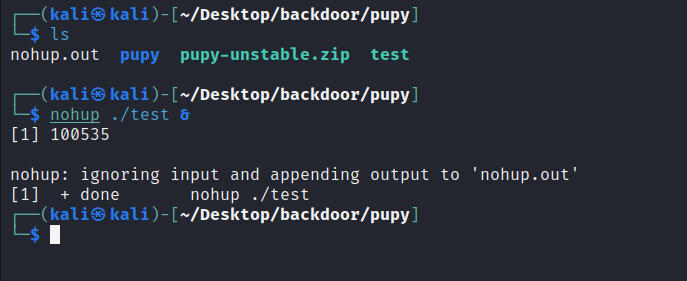 ┌──(kali㉿kali)-[~/Desktop/backdoor/pupy]
└─$ ls
nohup.out  pupy  pupy-unstable.zip  test
┌──(kali㉿kali)-[~/Desktop/backdoor/pupy]
└─$ nohup ./test &
[1] 100535
nohup: ignoring input and appending output to 'nohup.out'
[1]  + done       nohup ./test
┌──(kali㉿kali)-[~/Desktop/backdoor/pupy]
└─$